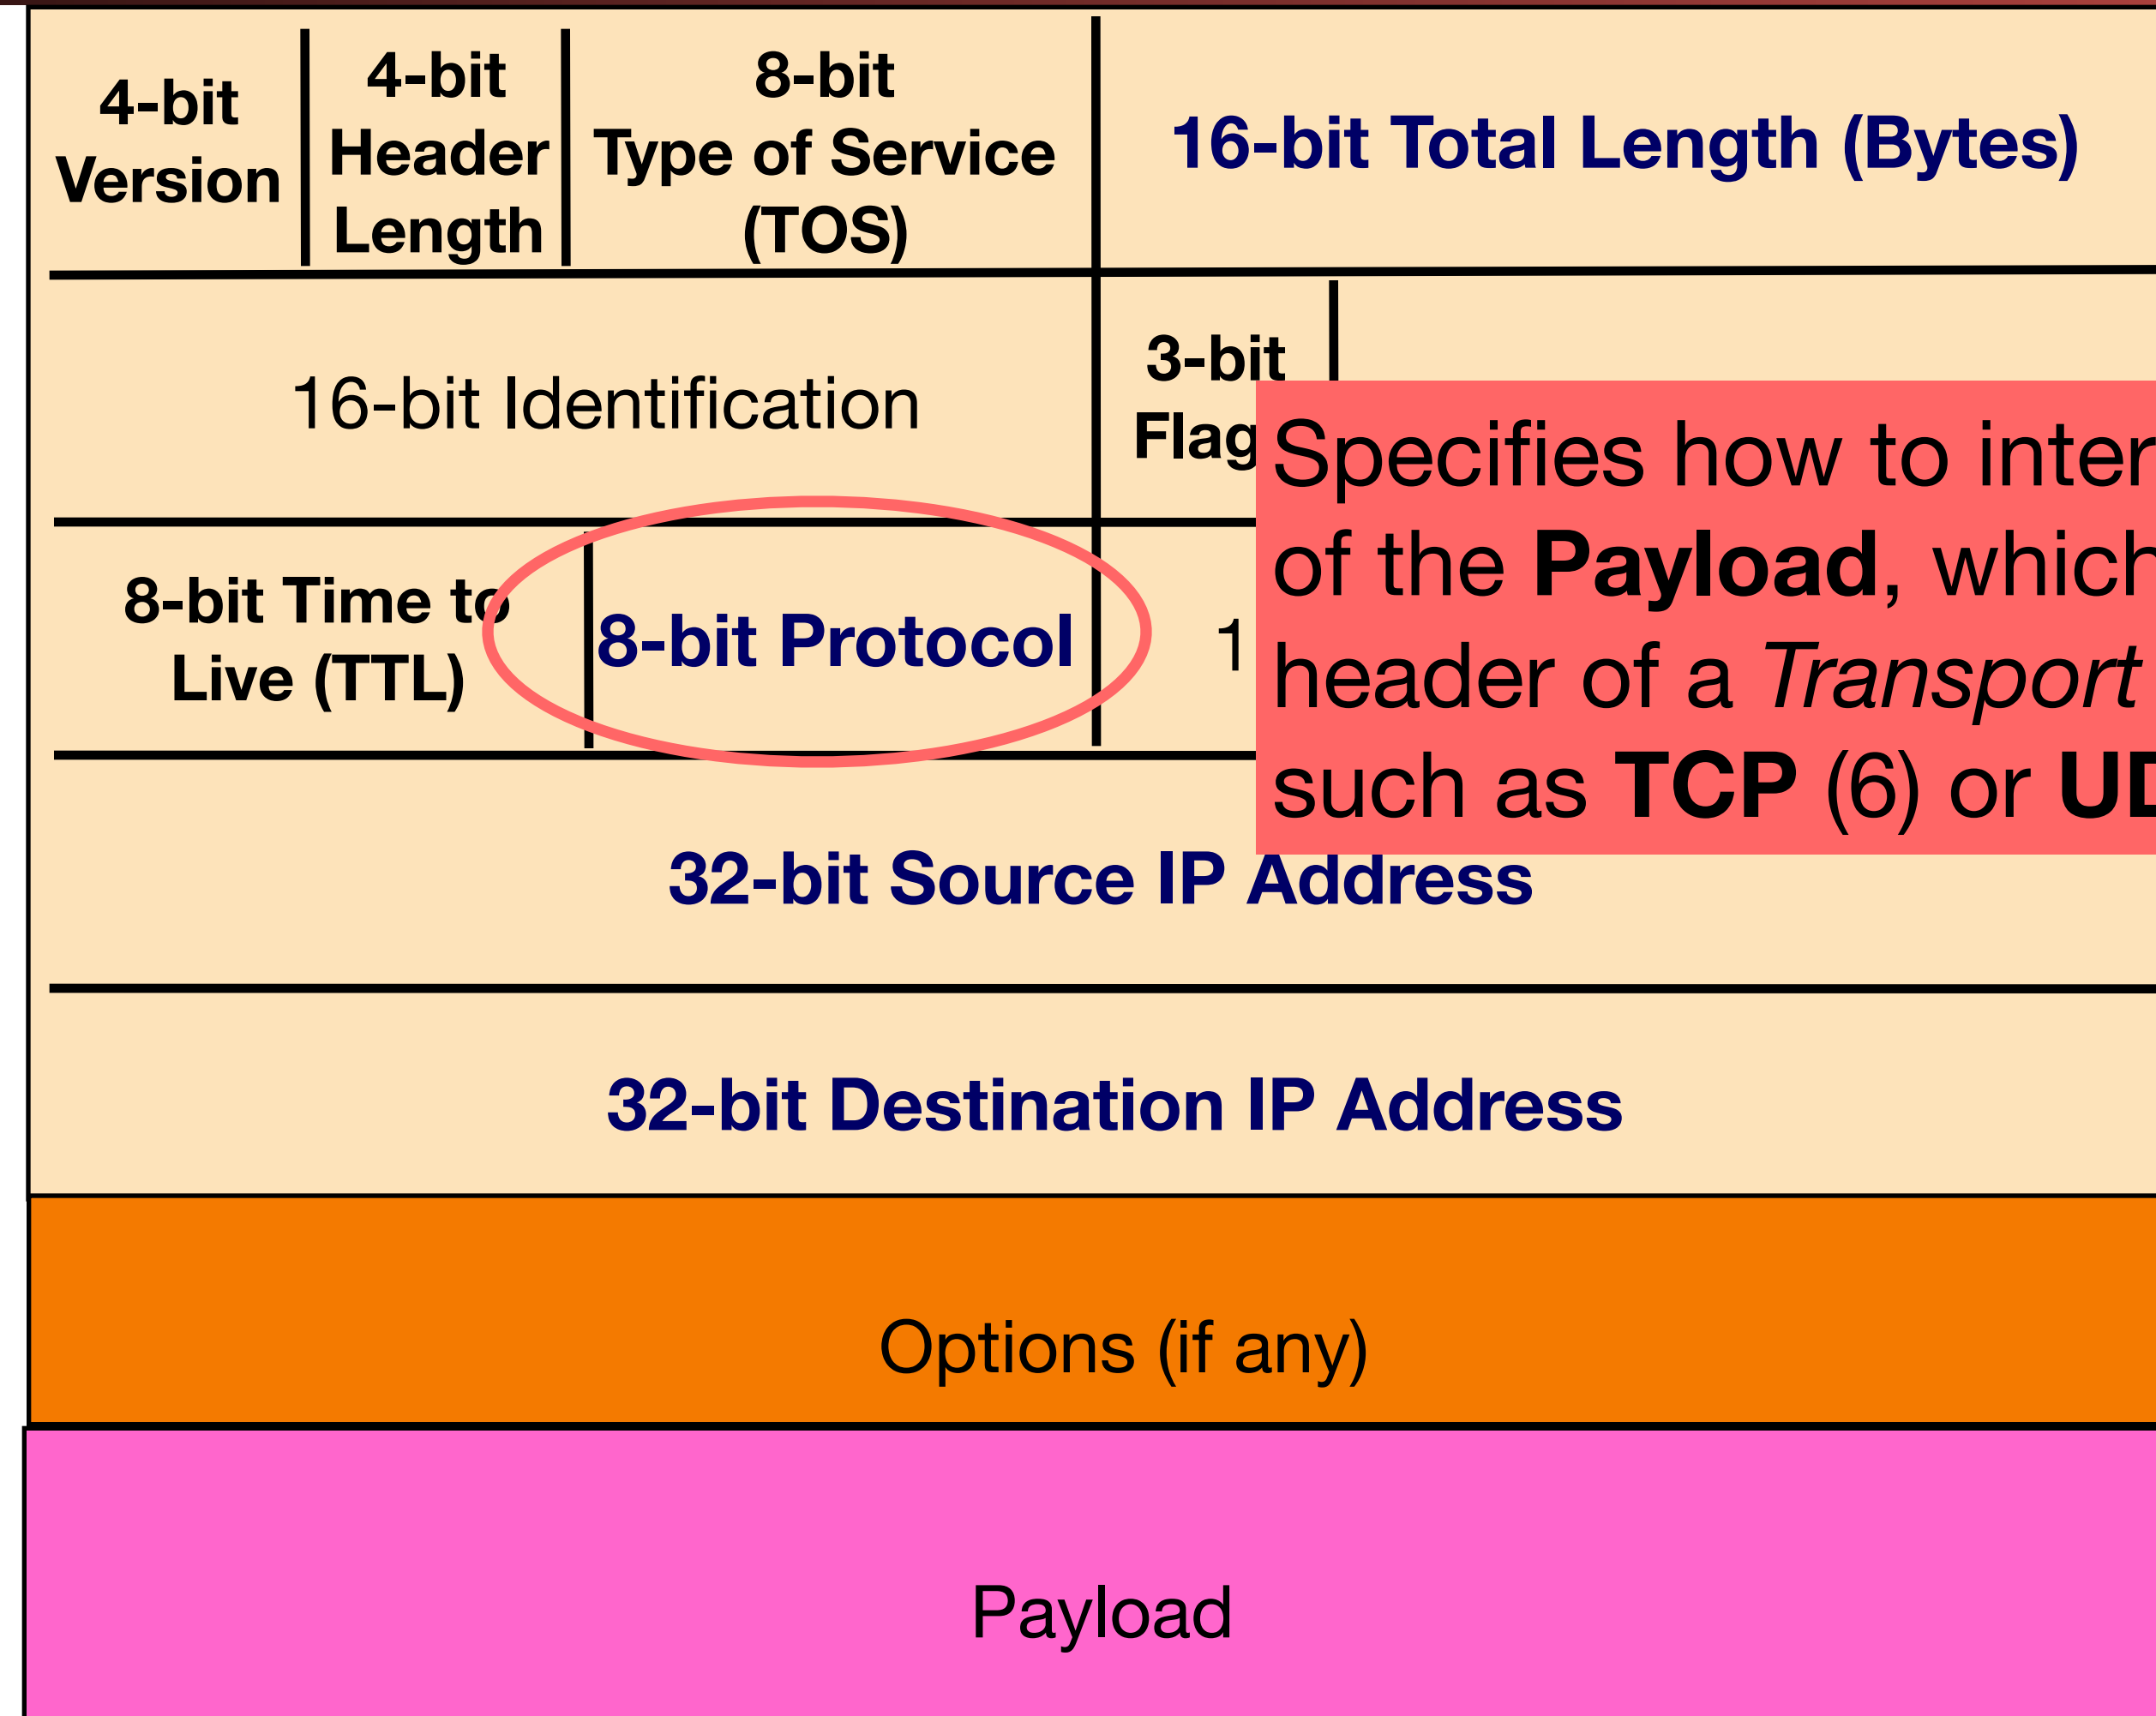 4-bit
Version
4-bit
Header
Length
8-bit
Type of Service
(TOS)
16-bit Total Length (Bytes)
16-bit Identification
3-bit
Specifies how to
of the Payload, which
header of a Transport
such as TCP (6) or
8-bit Time to
Live (TTL)
8-bit Protocol
32-bit Source IP Address
32-bit Destination IP Address
Options (if any)
Payload